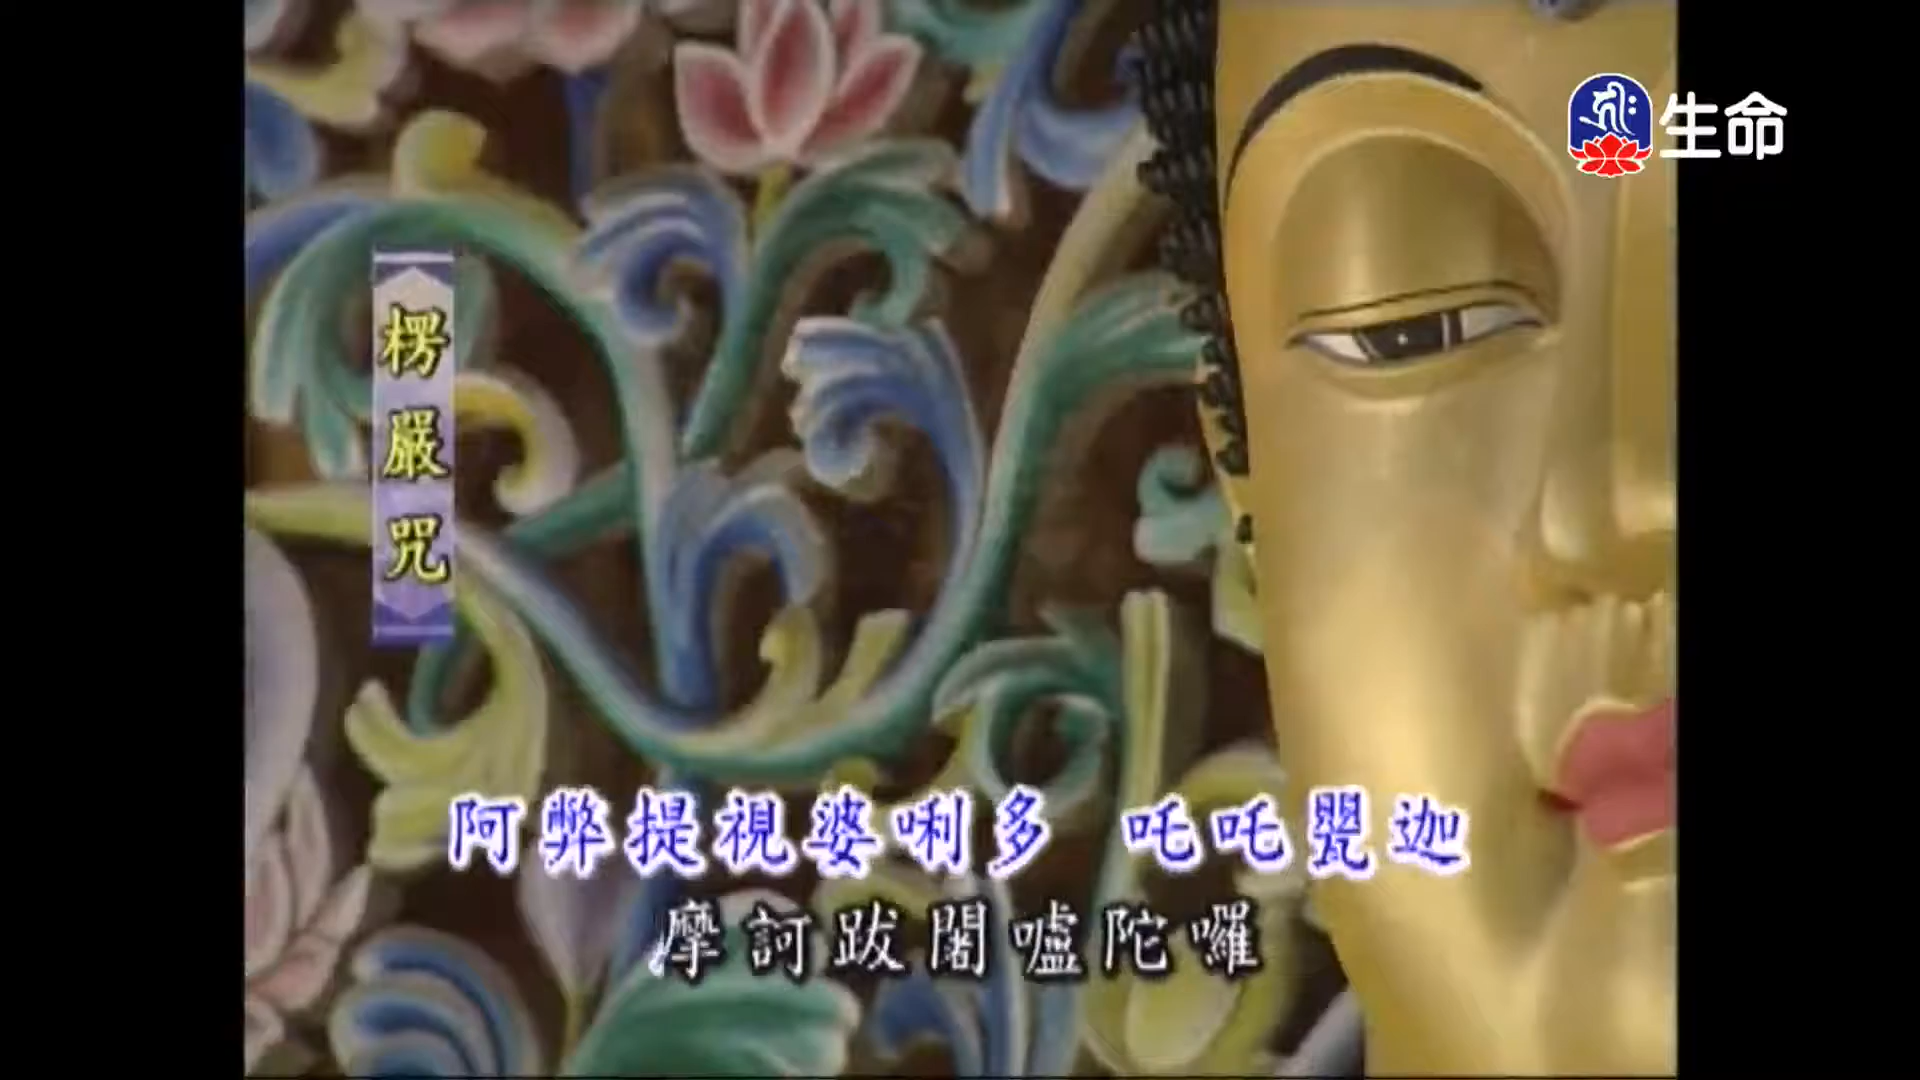 生命
楞嚴咒
阿弊提視婆唎多 吒吒甖迦
摩訶跋闍嚧陀囉